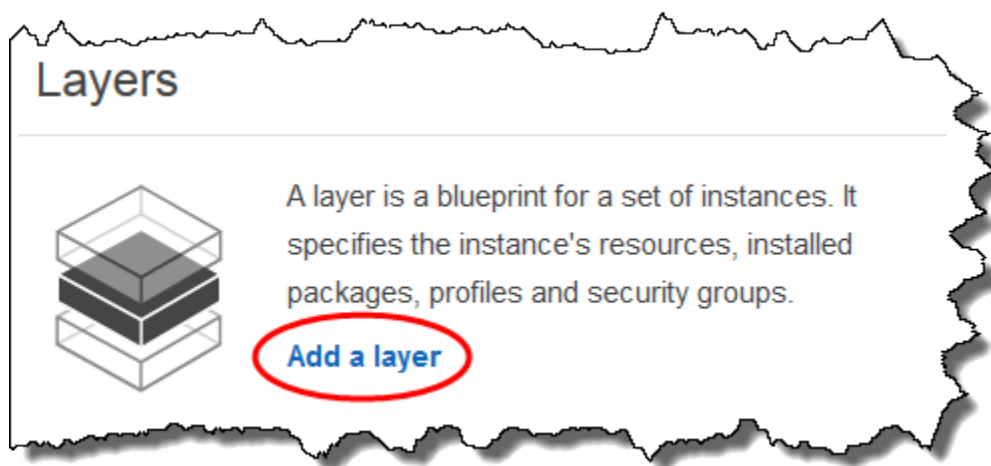 Layers
A layer is a blueprint for a set of instances. It
specifies the instance's resources, installed
packages, profiles and security groups.
Add a layer